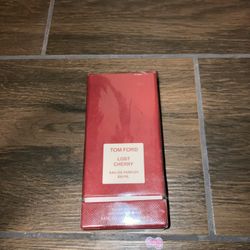 TOM FORD
LOST
CHERRY
EAU DE PARFUM